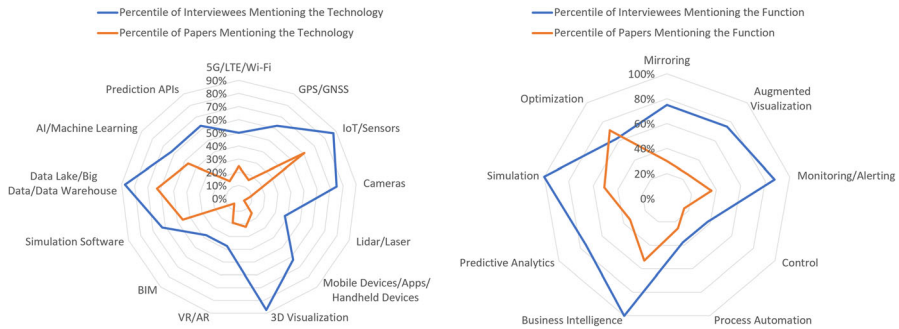 Percentile of Interviewees Mentioning the Technology
Percentile of Papers Mentioning the Technology
5G/LTE/Wi-Fi
GPS/GNSS
IoT/Sensors
Cameras
Lidar/Laser
Mobile Devices/Apps/
Handheld Devices
3D Visualization
VR/AR
BIM
Simulation Software
Data Lake/Big
Data/Data Warehouse
AI/Machine Learning
Prediction APIs
90%
80%
70%
60%
50%
40%
30%
20%
10%
0%
Percentile of Interviewees Mentioning the Function
Percentile of Papers Mentioning the Function
Mirroring
Augmented
Visualization
Monitoring/Alerting
Control
Process Automation
Business Intelligence
Predictive Analytics
Simulation
Optimization
100%
80%
60%
40%
20%
0%